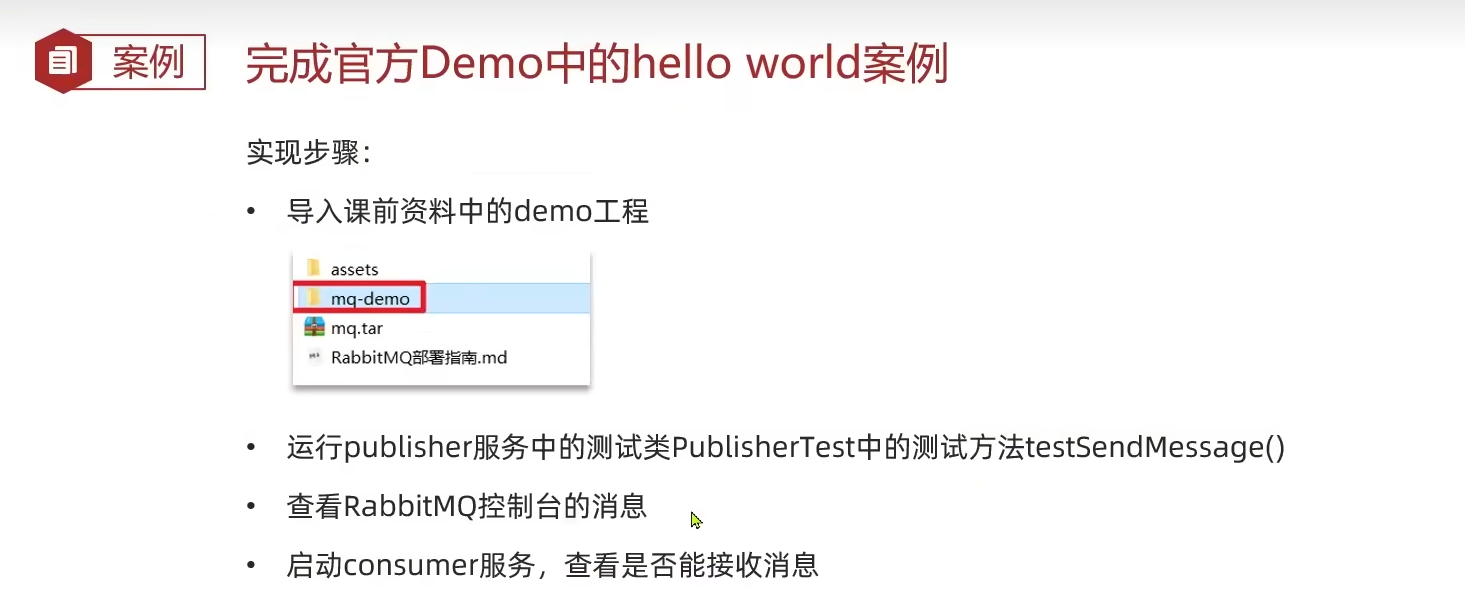 案例
完成官方Demo中的hello world案例
实现步骤：
• 导入课前资料中的demo工程
assets
mq-demo
mq.tar
RabbitMQ部署指南.md
• 运行publisher服务中的测试类PublisherTest中的测试方法testSendMessage()
• 查看RabbitMQ控制台的消息
• 启动consumer服务，查看是否能接收消息